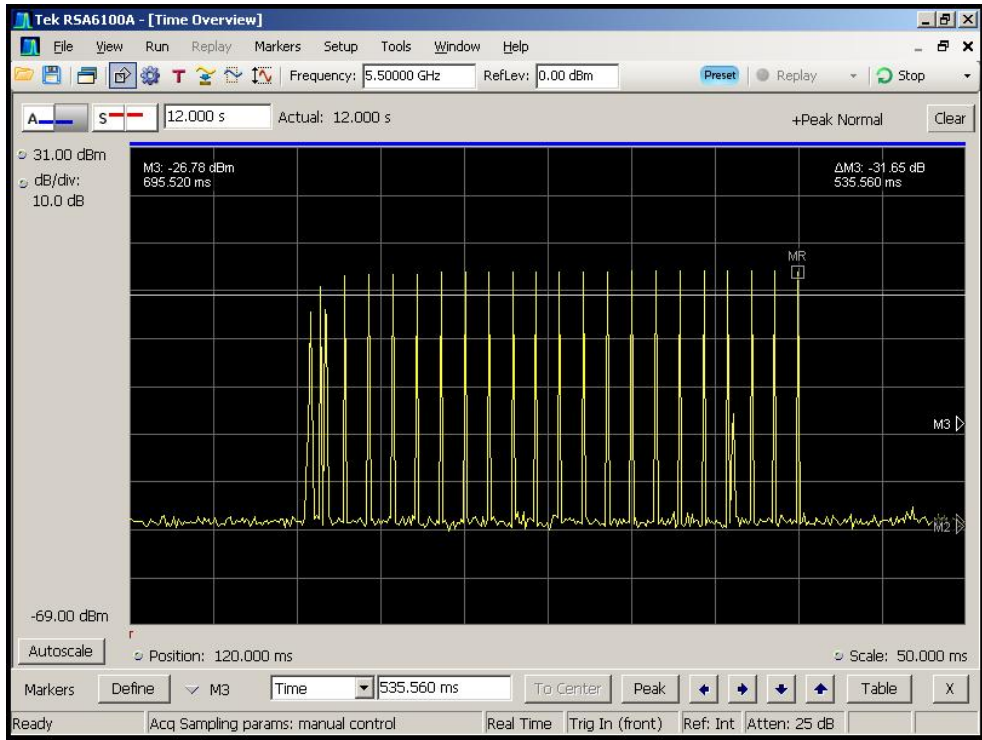 Tek RSA6100A - [Time Overview]
File View Run Replay Markers Setup Tools Window Help
T Frequency: 5.50000 GHz RefLev: 0.00 dBm Preset Replay Stop
A S 12.000 s Actual: 12.000 s +Peak Normal Clear
31.00 dBm
dB/div:
10.0 dB
M3: -26.78 dBm
695.520 ms
ΔM3: -31.65 dB
535.560 ms
MR
M3
M2
-69.00 dBm
Autoscale Position: 120.000 ms Scale: 50.000 ms
Markers Define M3 Time 535.560 ms To Center Peak Table X
Ready Acq Sampling params: manual control Real Time Trig In (front) Ref: Int Atten: 25 dB